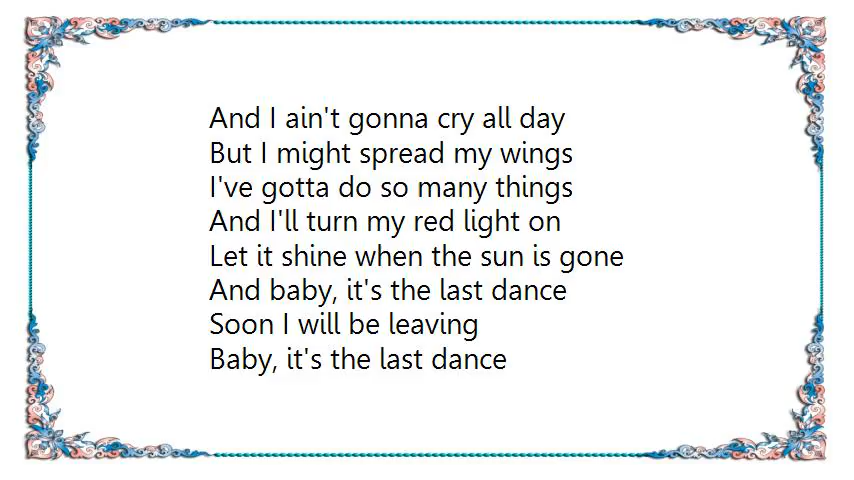 And I ain't gonna cry all day
But I might spread my wings
I've gotta do so many things
And I'll turn my red light on
Let it shine when the sun is gone
And baby, it's the last dance
Soon I will be leaving
Baby, it's the last dance